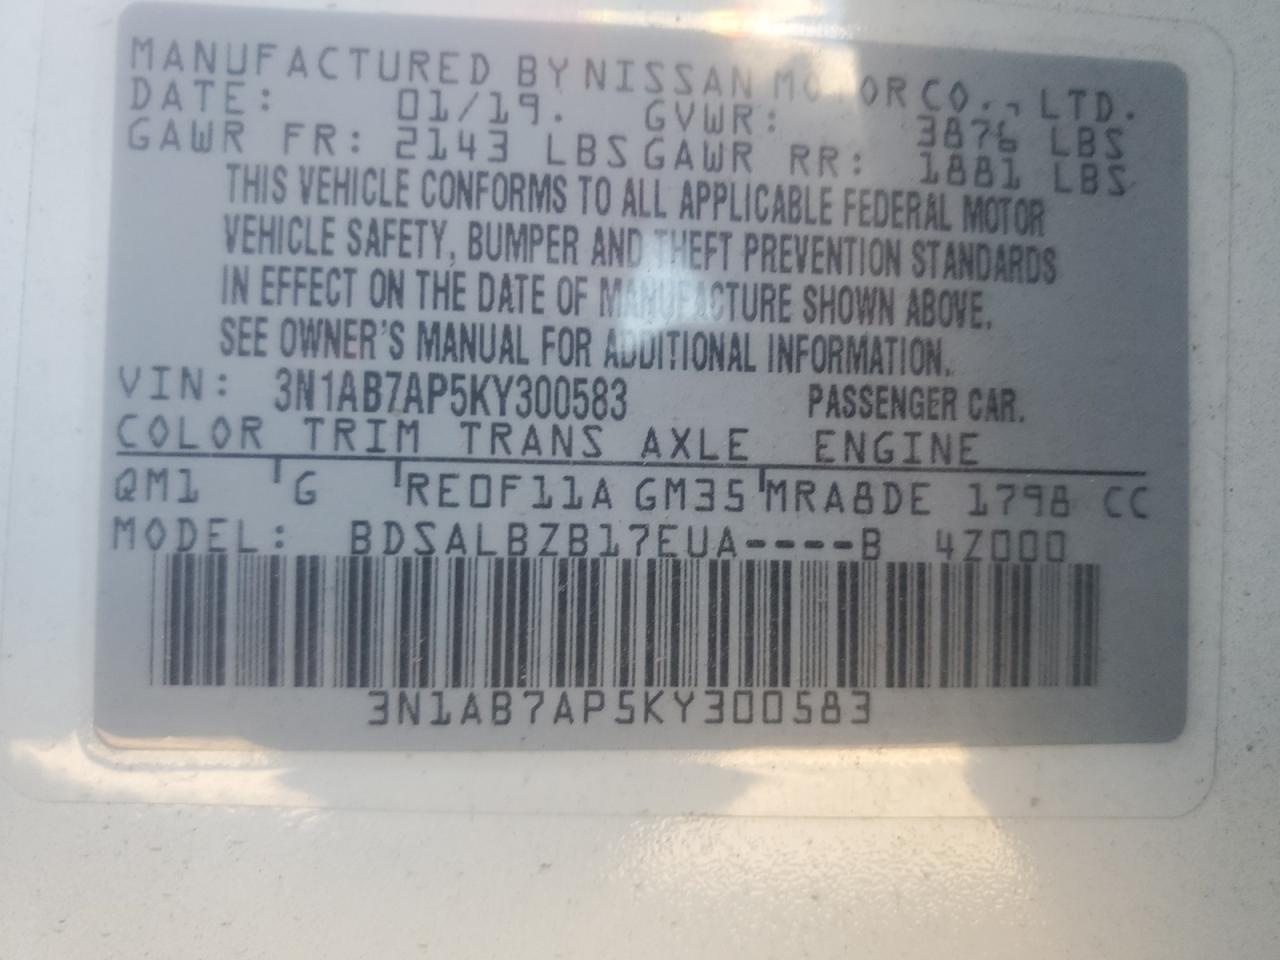 MANUFACTURED BY NISSAN MOTOR CO., LTD.
DATE: 01/19. GVWR: 3876 LBS
GAWR FR: 2143 LBS GAWR RR: 1881 LBS
THIS VEHICLE CONFORMS TO ALL APPLICABLE FEDERAL MOTOR
VEHICLE SAFETY, BUMPER AND THEFT PREVENTION STANDARDS
IN EFFECT ON THE DATE OF MANUFACTURE SHOWN ABOVE.
SEE OWNER'S MANUAL FOR ADDITIONAL INFORMATION.
VIN: 3N1AB7AP5KY300583 PASSENGER CAR.
COLOR TRIM TRANS AXLE ENGINE
QM1 G RE0F11A GM35 MRA8DE 1798 CC
MODEL: BDSALBZB17EUA----B 4Z000
3N1AB7AP5KY300583